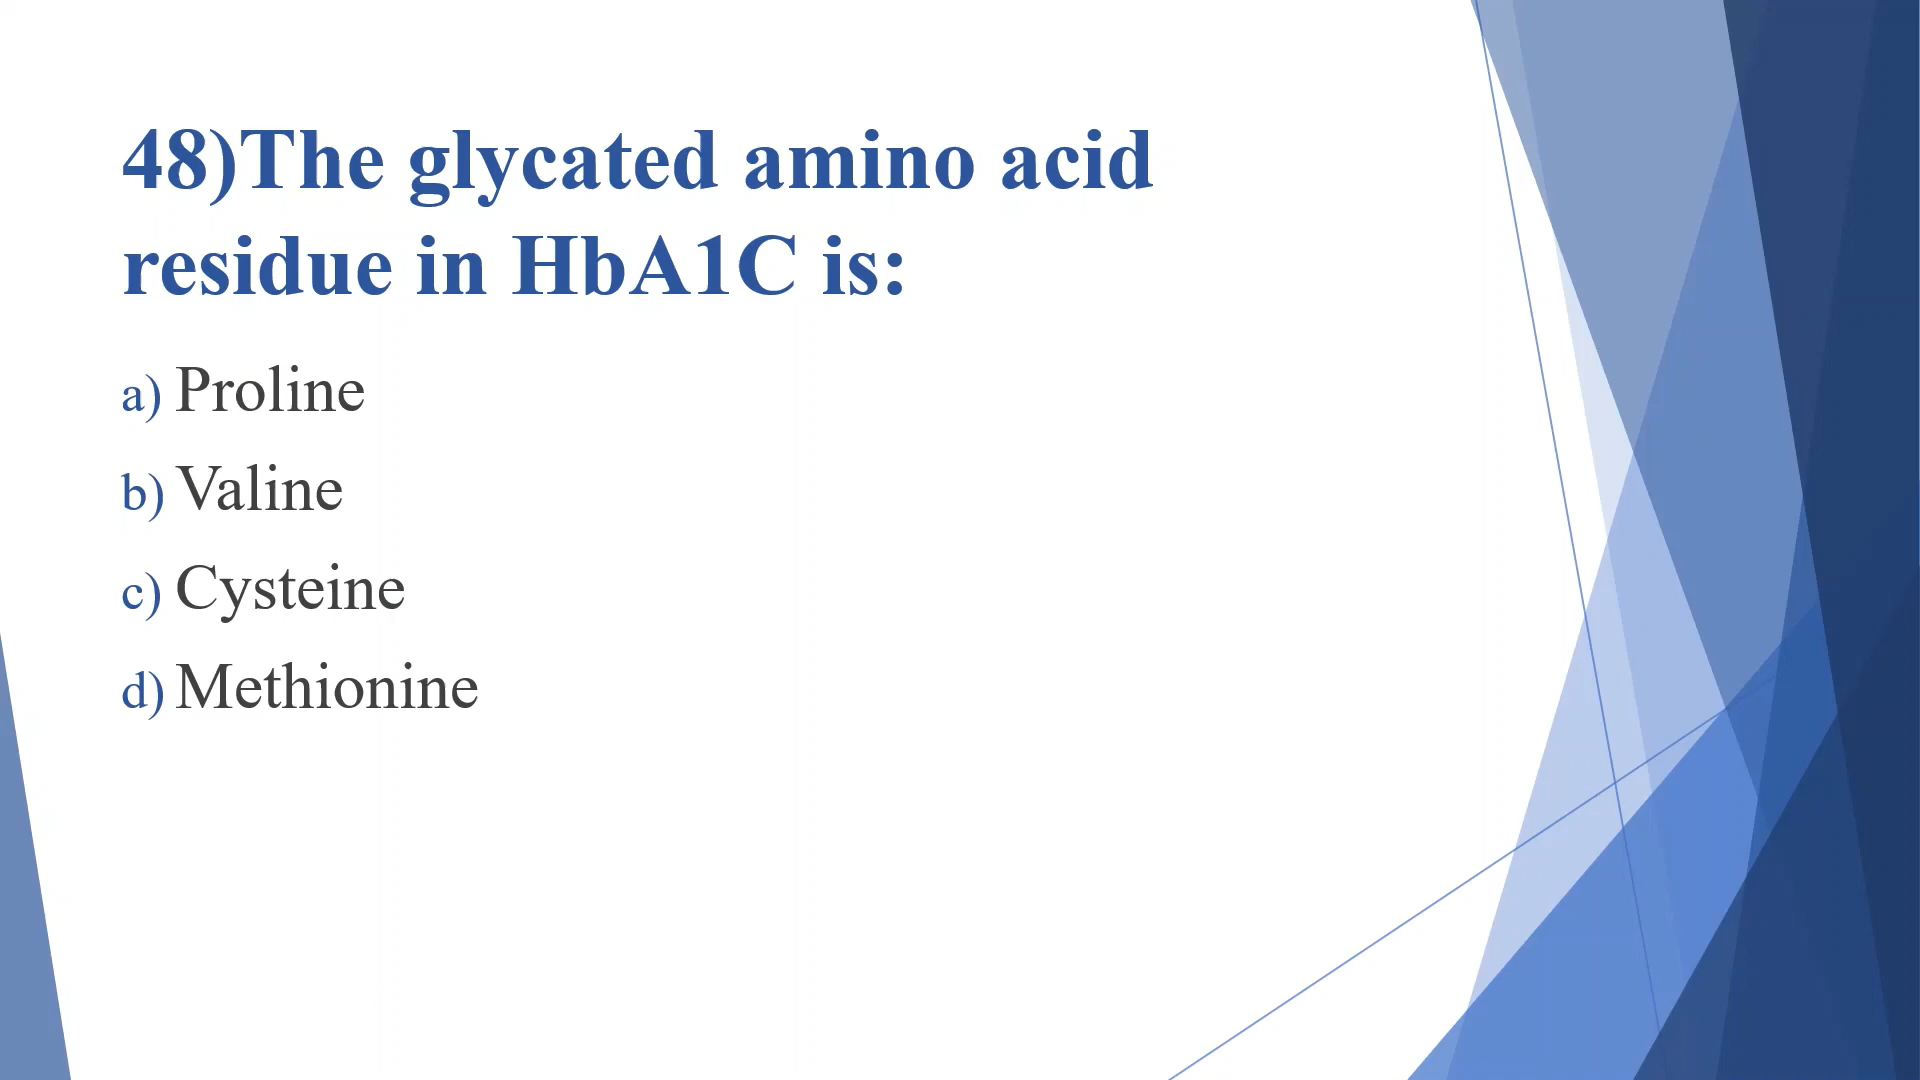 48)The glycated amino acid
residue in HbA1C is:
a) Proline
b) Valine
c) Cysteine
d) Methionine